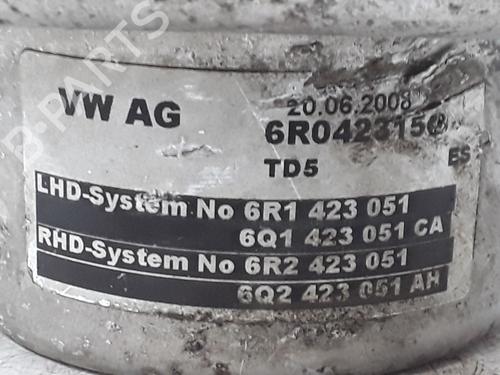 B-PARTS
VW AG
20.06.2008
6R0423156
ES
TD5
LHD-System No 6R1 423 051
6Q1 423 051 CA
RHD-System No 6R2 423 051
6Q2 423 051 AH